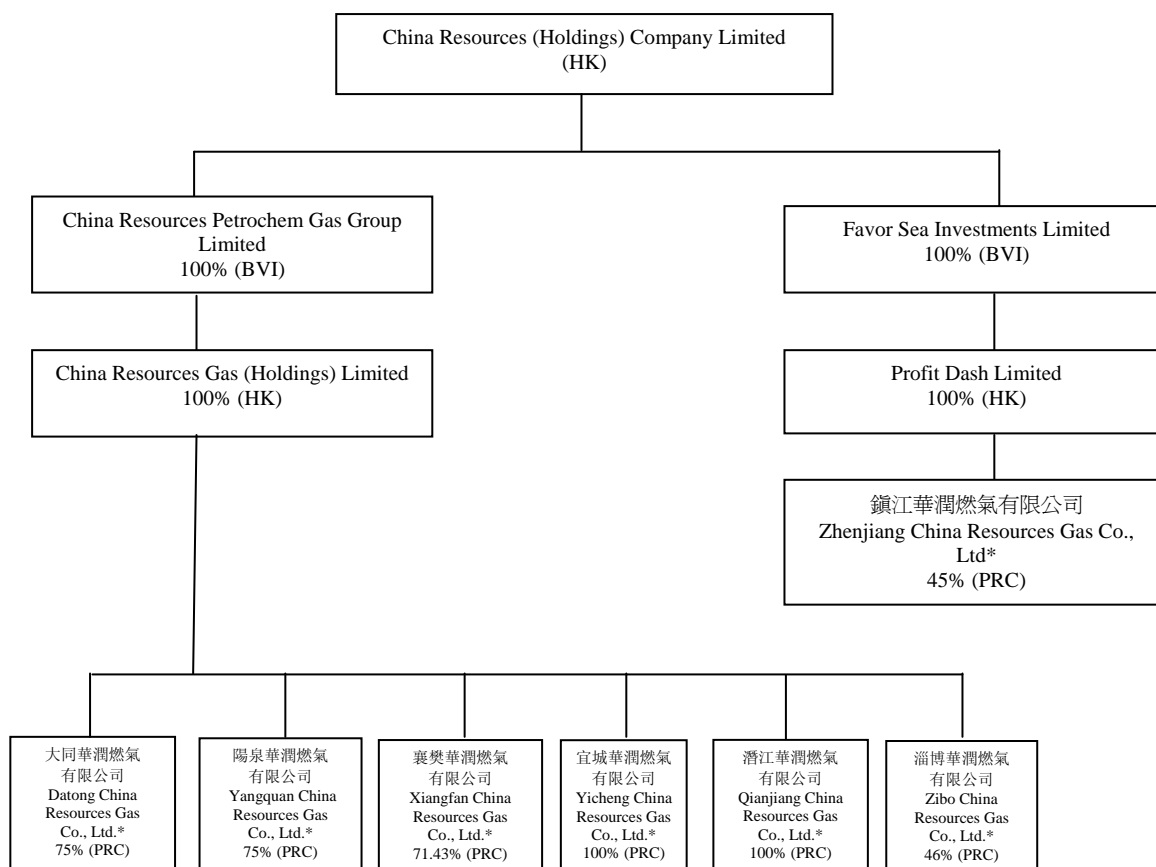 China Resources (Holdings) Company Limited
(HK)
China Resources Petrochem Gas Group
Limited
100% (BVI)
Favor Sea Investments Limited
100% (BVI)
China Resources Gas (Holdings) Limited
100% (HK)
Profit Dash Limited
100% (HK)
鎮江華潤燃氣有限公司
Zhenjiang China Resources Gas Co.,
Ltd*
45% (PRC)
大同華潤燃氣
有限公司
Datong China
Resources Gas
Co., Ltd.*
75% (PRC)
陽泉華潤燃氣
有限公司
Yangquan China
Resources Gas
Co., Ltd.*
75% (PRC)
襄樊華潤燃氣
有限公司
Xiangfan China
Resources Gas
Co., Ltd.*
71.43% (PRC)
宜城華潤燃氣
有限公司
Yicheng China
Resources Gas
Co., Ltd.*
100% (PRC)
潛江華潤燃氣
有限公司
Qianjiang China
Resources Gas
Co., Ltd.*
100% (PRC)
淄博華潤燃氣
有限公司
Zibo China
Resources Gas
Co., Ltd.*
46% (PRC)